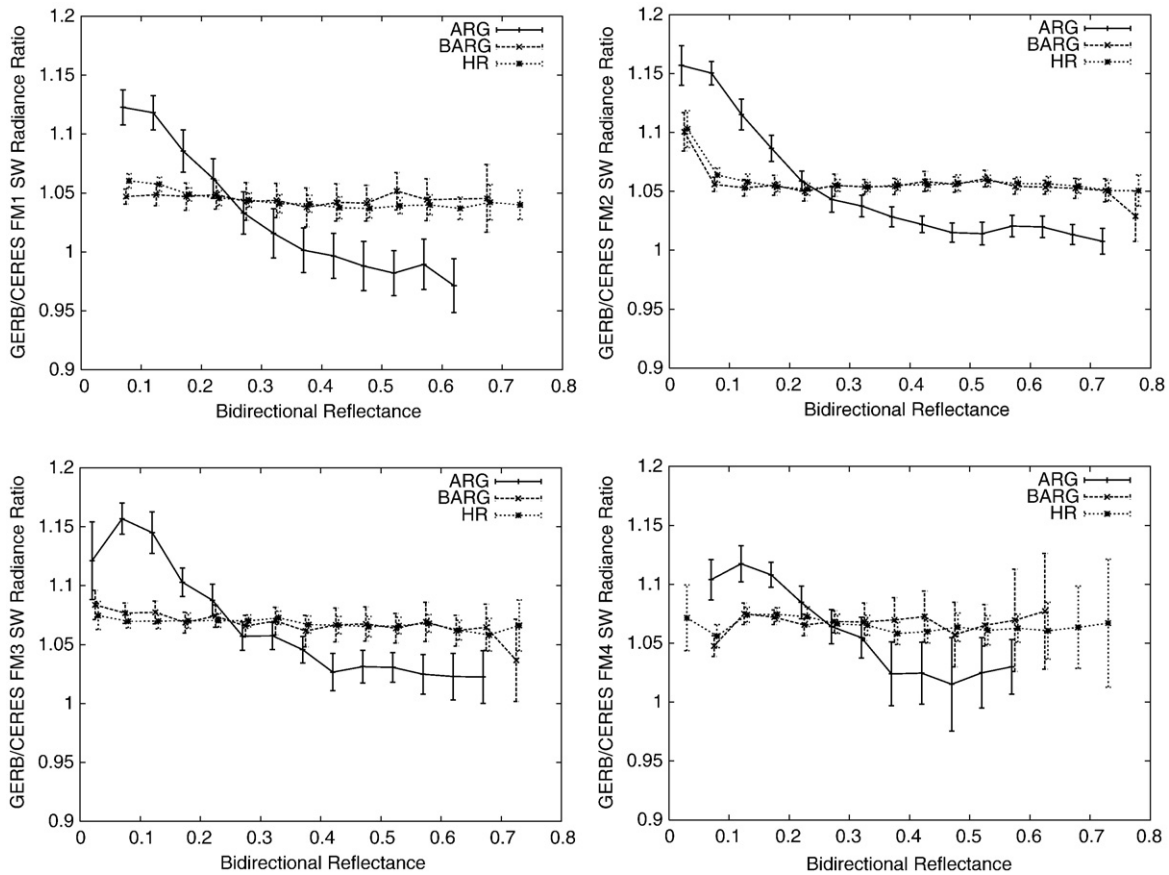 GERB/CERES FM1 SW Radiance Ratio
1.2
1.15
1.1
1.05
1
0.95
0.9
ARG
BARG
HR
0 0.1 0.2 0.3 0.4 0.5 0.6 0.7 0.8
Bidirectional Reflectance
GERB/CERES FM2 SW Radiance Ratio
1.2
1.15
1.1
1.05
1
0.95
0.9
ARG
BARG
HR
0 0.1 0.2 0.3 0.4 0.5 0.6 0.7 0.8
Bidirectional Reflectance
GERB/CERES FM3 SW Radiance Ratio
1.2
1.15
1.1
1.05
1
0.95
0.9
ARG
BARG
HR
0 0.1 0.2 0.3 0.4 0.5 0.6 0.7 0.8
Bidirectional Reflectance
GERB/CERES FM4 SW Radiance Ratio
1.2
1.15
1.1
1.05
1
0.95
0.9
ARG
BARG
HR
0 0.1 0.2 0.3 0.4 0.5 0.6 0.7 0.8
Bidirectional Reflectance